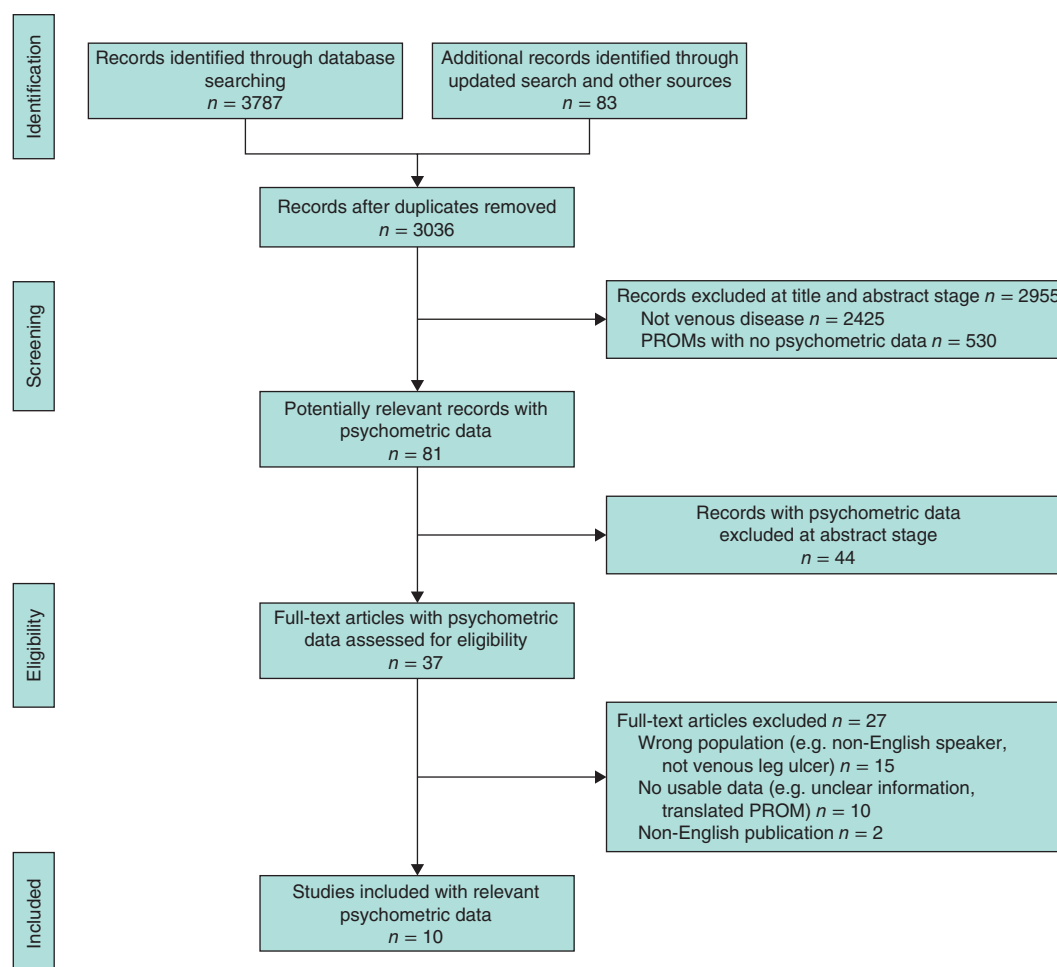 Identification
Records identified through database
searching
n = 3787
Additional records identified through
updated search and other sources
n = 83
Records after duplicates removed
n = 3036
Screening
Records excluded at title and abstract stage n = 2955
Not venous disease n = 2425
PROMs with no psychometric data n = 530
Potentially relevant records with
psychometric data
n = 81
Records with psychometric data
excluded at abstract stage
n = 44
Eligibility
Full-text articles with psychometric
data assessed for eligibility
n = 37
Full-text articles excluded n = 27
Wrong population (e.g. non-English speaker,
not venous leg ulcer) n = 15
No usable data (e.g. unclear information,
translated PROM) n = 10
Non-English publication n = 2
Included
Studies included with relevant
psychometric data
n = 10